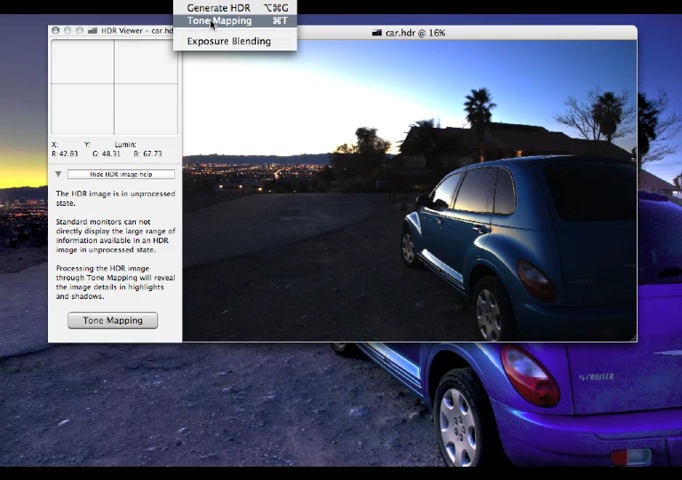 Generate HDR ⌥⌘G
Tone Mapping ⌘T
Exposure Blending
HDR Viewer - car.hd
car.hdr @ 16%
X: Y: Lumin:
R: 42.83 G: 48.31 B: 67.73
Hide HDR image help
The HDR image is in unprocessed
state.
Standard monitors can not
directly display the large range of
information available in an HDR
image in unprocessed state.
Processing the HDR image
through Tone Mapping will reveal
the image details in highlights
and shadows.
Tone Mapping
CRUISER